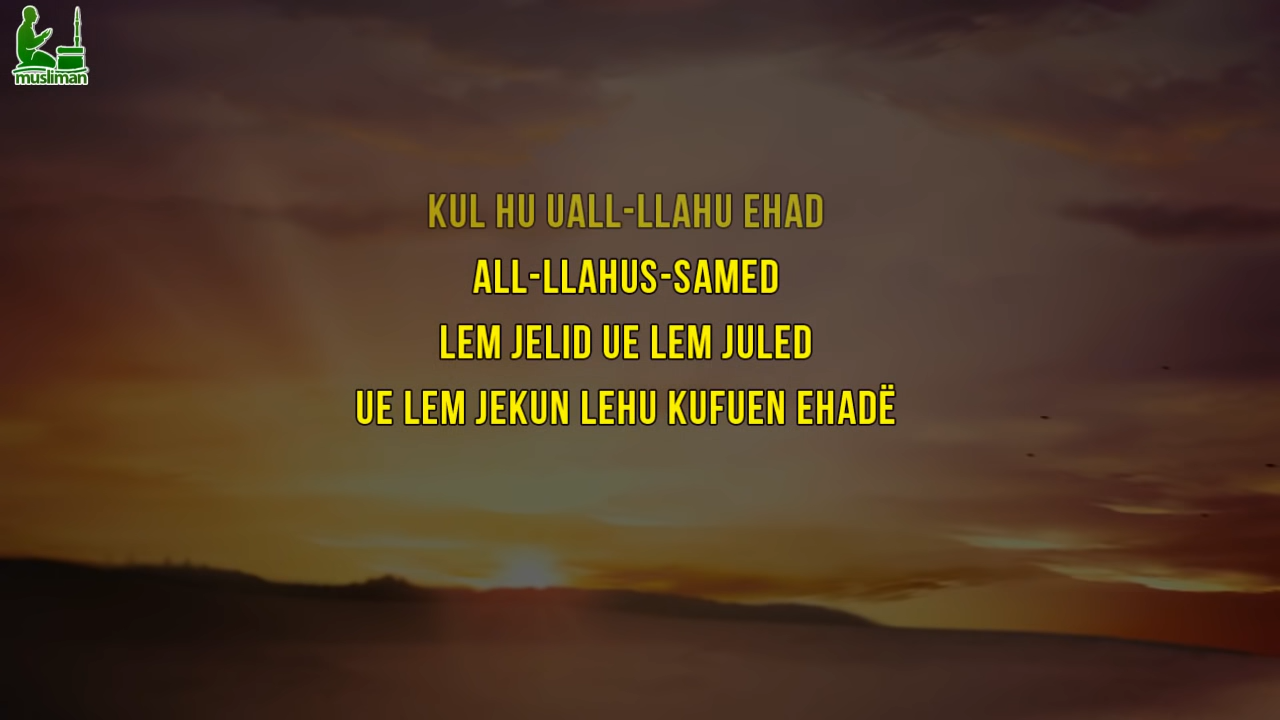 musliman
KUL HU UALL-LLAHU EHAD
ALL-LLAHUS-SAMED
LEM JELID UE LEM JULED
UE LEM JEKUN LEHU KUFUEN EHADË